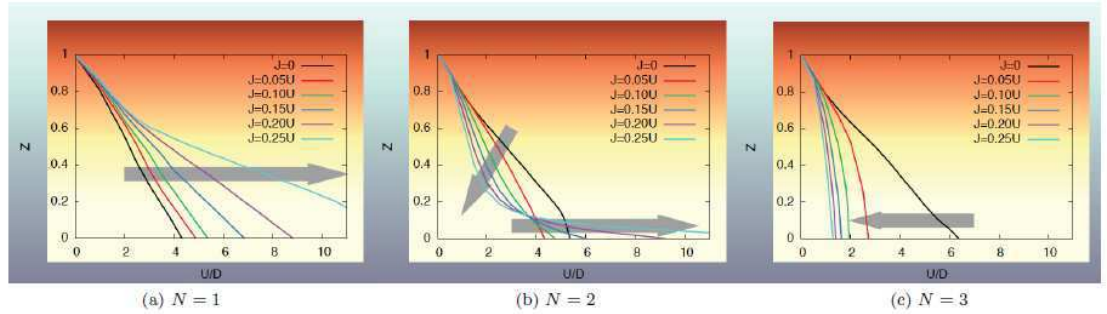 1
0.8
0.6
0.4
0.2
0
Z
0 2 4 6 8 10
U/D
J=0
J=0.05U
J=0.10U
J=0.15U
J=0.20U
J=0.25U
(a) N = 1
1
0.8
0.6
0.4
0.2
0
Z
0 2 4 6 8 10
U/D
J=0
J=0.05U
J=0.10U
J=0.15U
J=0.20U
J=0.25U
(b) N = 2
1
0.8
0.6
0.4
0.2
0
Z
0 2 4 6 8 10
U/D
J=0
J=0.05U
J=0.10U
J=0.15U
J=0.20U
J=0.25U
(c) N = 3